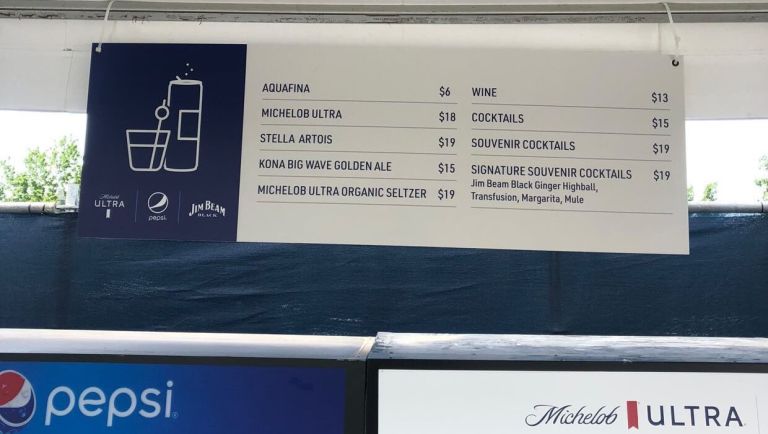 AQUAFINA $6
MICHELOB ULTRA $18
STELLA ARTOIS $19
KONA BIG WAVE GOLDEN ALE $15
MICHELOB ULTRA ORGANIC SELTZER $19
WINE $13
COCKTAILS $15
SOUVENIR COCKTAILS $19
SIGNATURE SOUVENIR COCKTAILS $19
Jim Beam Black Ginger Highball,
Transfusion, Margarita, Mule
Michelob
ULTRA
pepsi
JIM BEAM
BLACK
pepsi
Michelob ULTRA